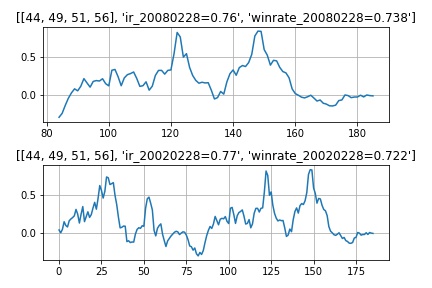 [[44, 49, 51, 56], 'ir_20080228=0.76', 'winrate_20080228=0.738']
0.5
0.0
80 100 120 140 160 180
[[44, 49, 51, 56], 'ir_20020228=0.77', 'winrate_20020228=0.722']
0.5
0.0
0 25 50 75 100 125 150 175